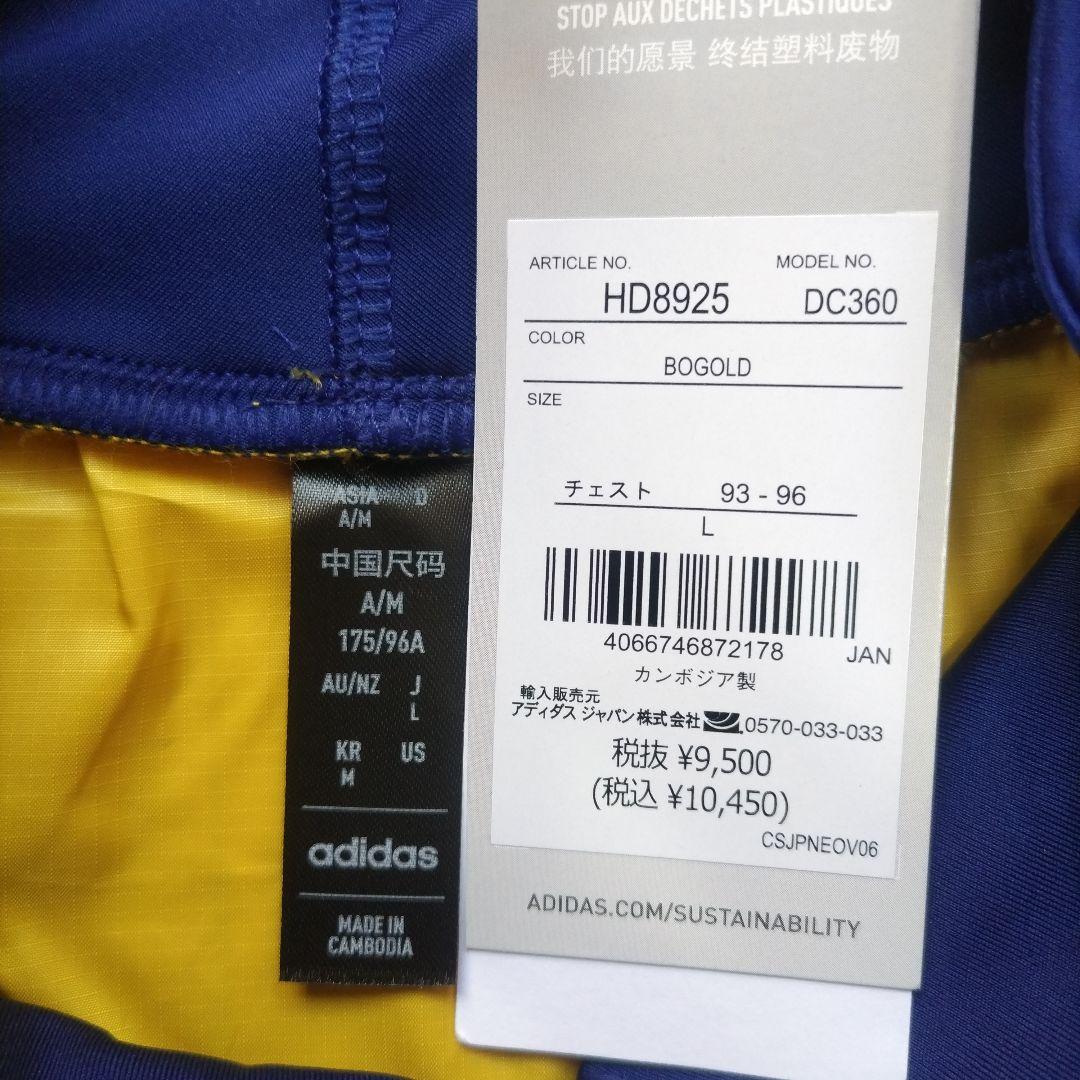 STOP AUX DÉCHETS PLASTIQUES
我们的愿景 终结塑料废物
ARTICLE NO. MODEL NO.
HD8925 DC360
COLOR
BOGOLD
SIZE
チェスト 93 - 96
L
4066746872178 JAN
カンボジア製
輸入販売元
アディダス ジャパン株式会社 0570-033-033
税抜 ¥9,500
(税込 ¥10,450)
CSJPNEOV06
ADIDAS.COM/SUSTAINABILITY
ASIA D
A/M
中国尺码
A/M
175/96A
AU/NZ J
L
KR US
M
adidas
MADE IN
CAMBODIA